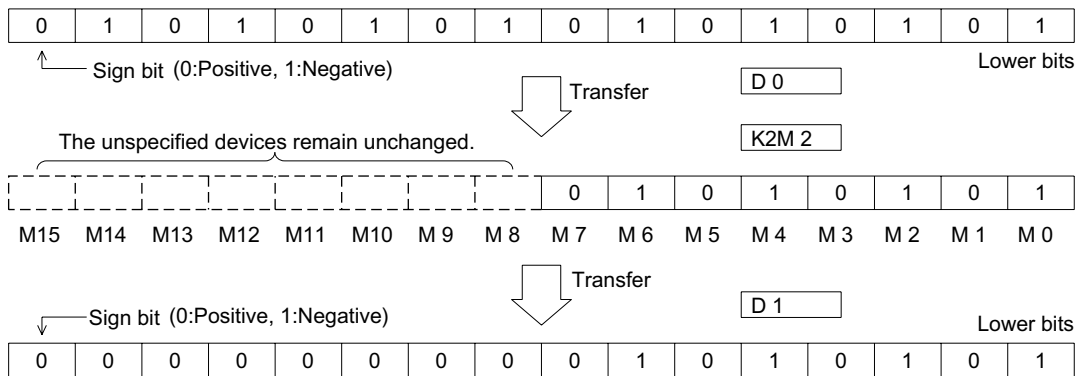 0 1 0 1 0 1 0 1 0 1 0 1 0 1 0 1
Sign bit (0:Positive, 1:Negative)
Lower bits
Transfer
D 0
The unspecified devices remain unchanged.
K2M 2
0 1 0 1 0 1 0 1
M15 M14 M13 M12 M11 M10 M 9 M 8 M 7 M 6 M 5 M 4 M 3 M 2 M 1 M 0
Transfer
Sign bit (0:Positive, 1:Negative)
D 1
Lower bits
0 0 0 0 0 0 0 0 0 1 0 1 0 1 0 1